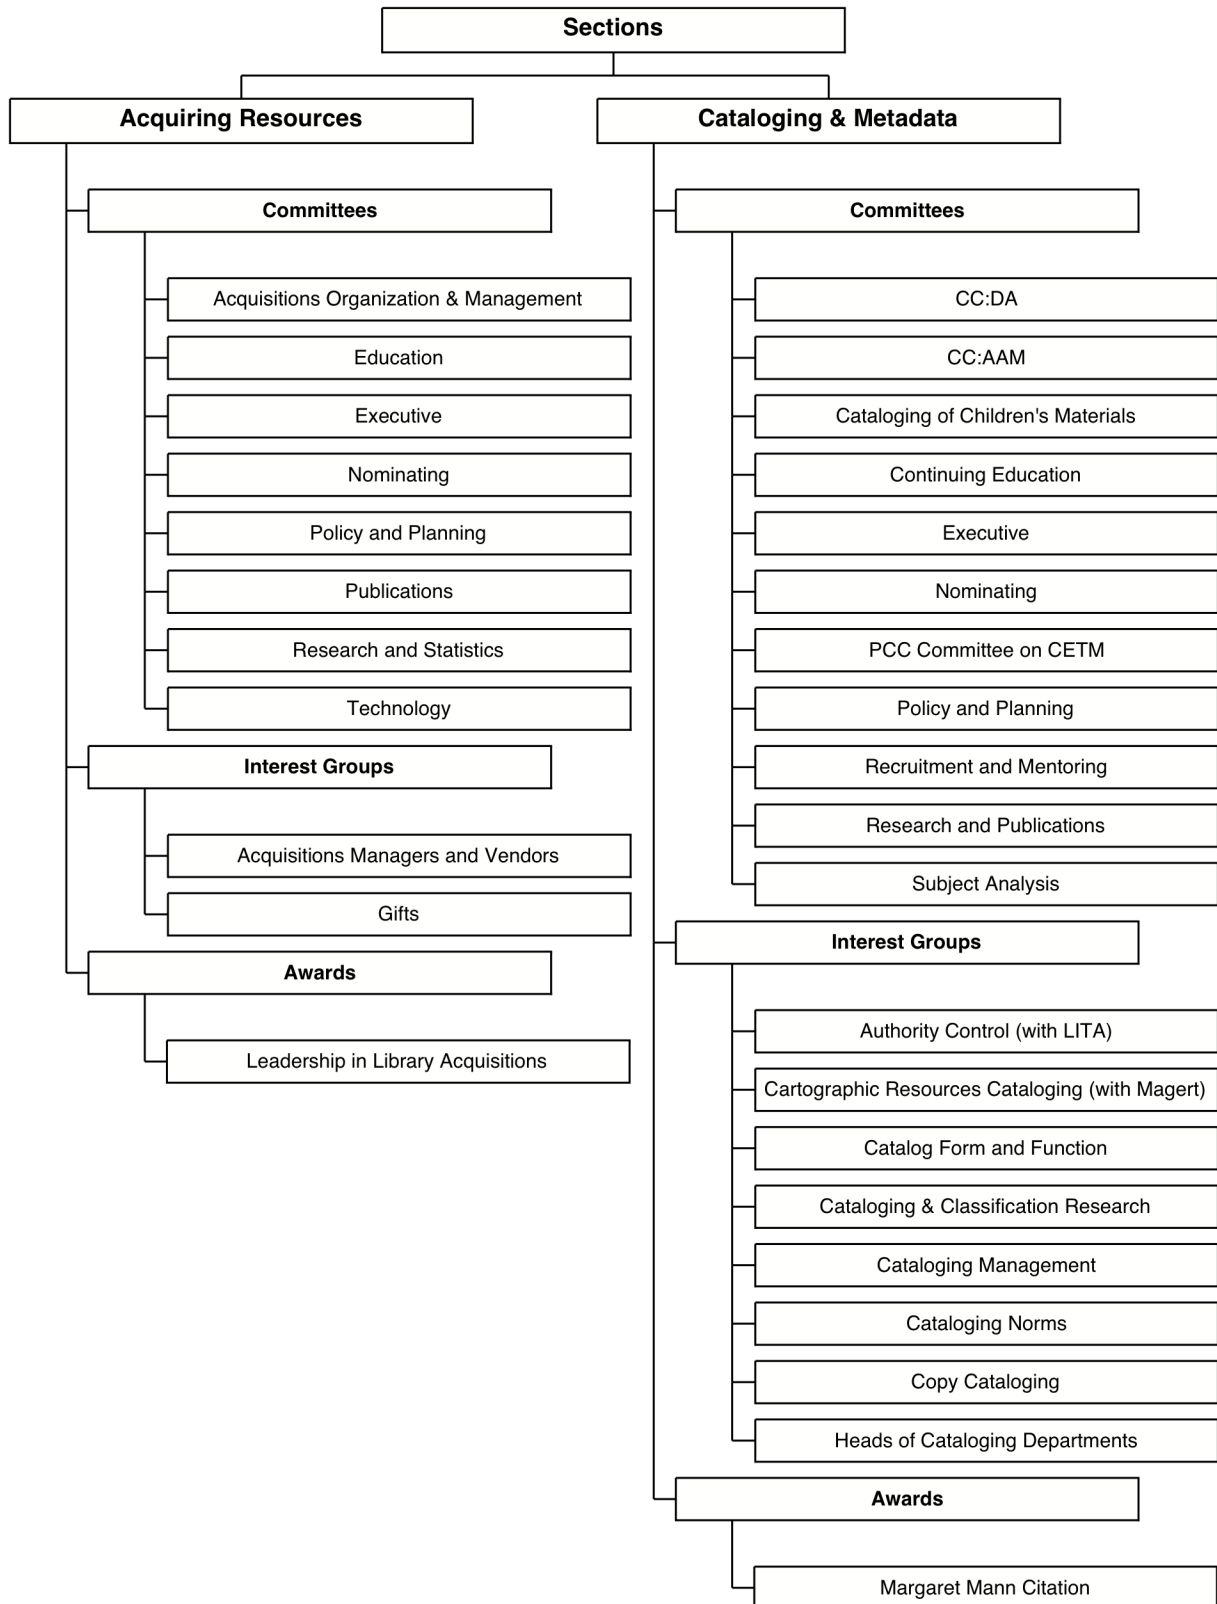 Sections
Acquiring Resources
Committees
Acquisitions Organization & Management
Education
Executive
Nominating
Policy and Planning
Publications
Research and Statistics
Technology
Interest Groups
Acquisitions Managers and Vendors
Gifts
Awards
Leadership in Library Acquisitions
Cataloging & Metadata
Committees
CC:DA
CC:AAM
Cataloging of Children's Materials
Continuing Education
Executive
Nominating
PCC Committee on CETM
Policy and Planning
Recruitment and Mentoring
Research and Publications
Subject Analysis
Interest Groups
Authority Control (with LITA)
Cartographic Resources Cataloging (with Magert)
Catalog Form and Function
Cataloging & Classification Research
Cataloging Management
Cataloging Norms
Copy Cataloging
Heads of Cataloging Departments
Awards
Margaret Mann Citation